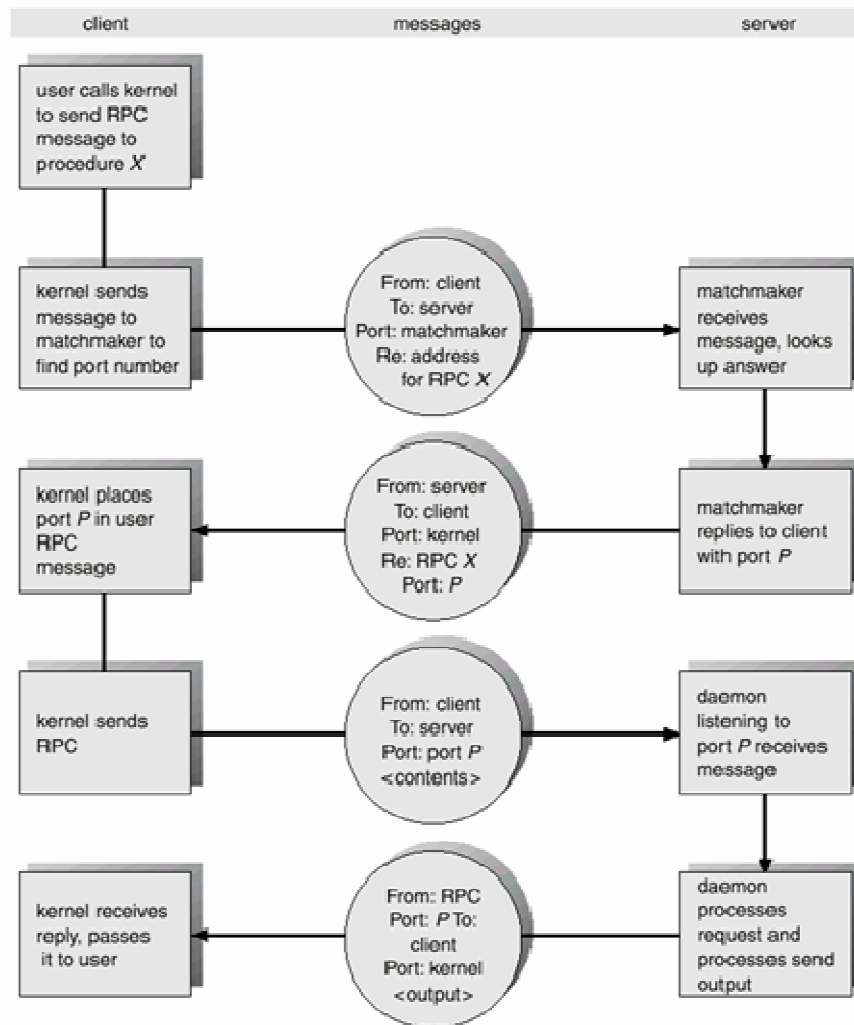 client
messages
server
user calls kernel
to send RPC
message to
procedure X
kernel sends
message to
matchmaker to
find port number
From: client
To: server
Port: matchmaker
Re: address
for RPC X
matchmaker
receives
message, looks
up answer
kernel places
port P in user
RPC
message
From: server
To: client
Port: kernel
Re: RPC X
Port: P
matchmaker
replies to client
with port P
kernel sends
RPC
From: client
To: server
Port: port P
<contents>
daemon
listening to
port P receives
message
kernel receives
reply, passes
it to user
From: RPC
Port: P To:
client
Port: kernel
<output>
daemon
processes
request and
processes send
output